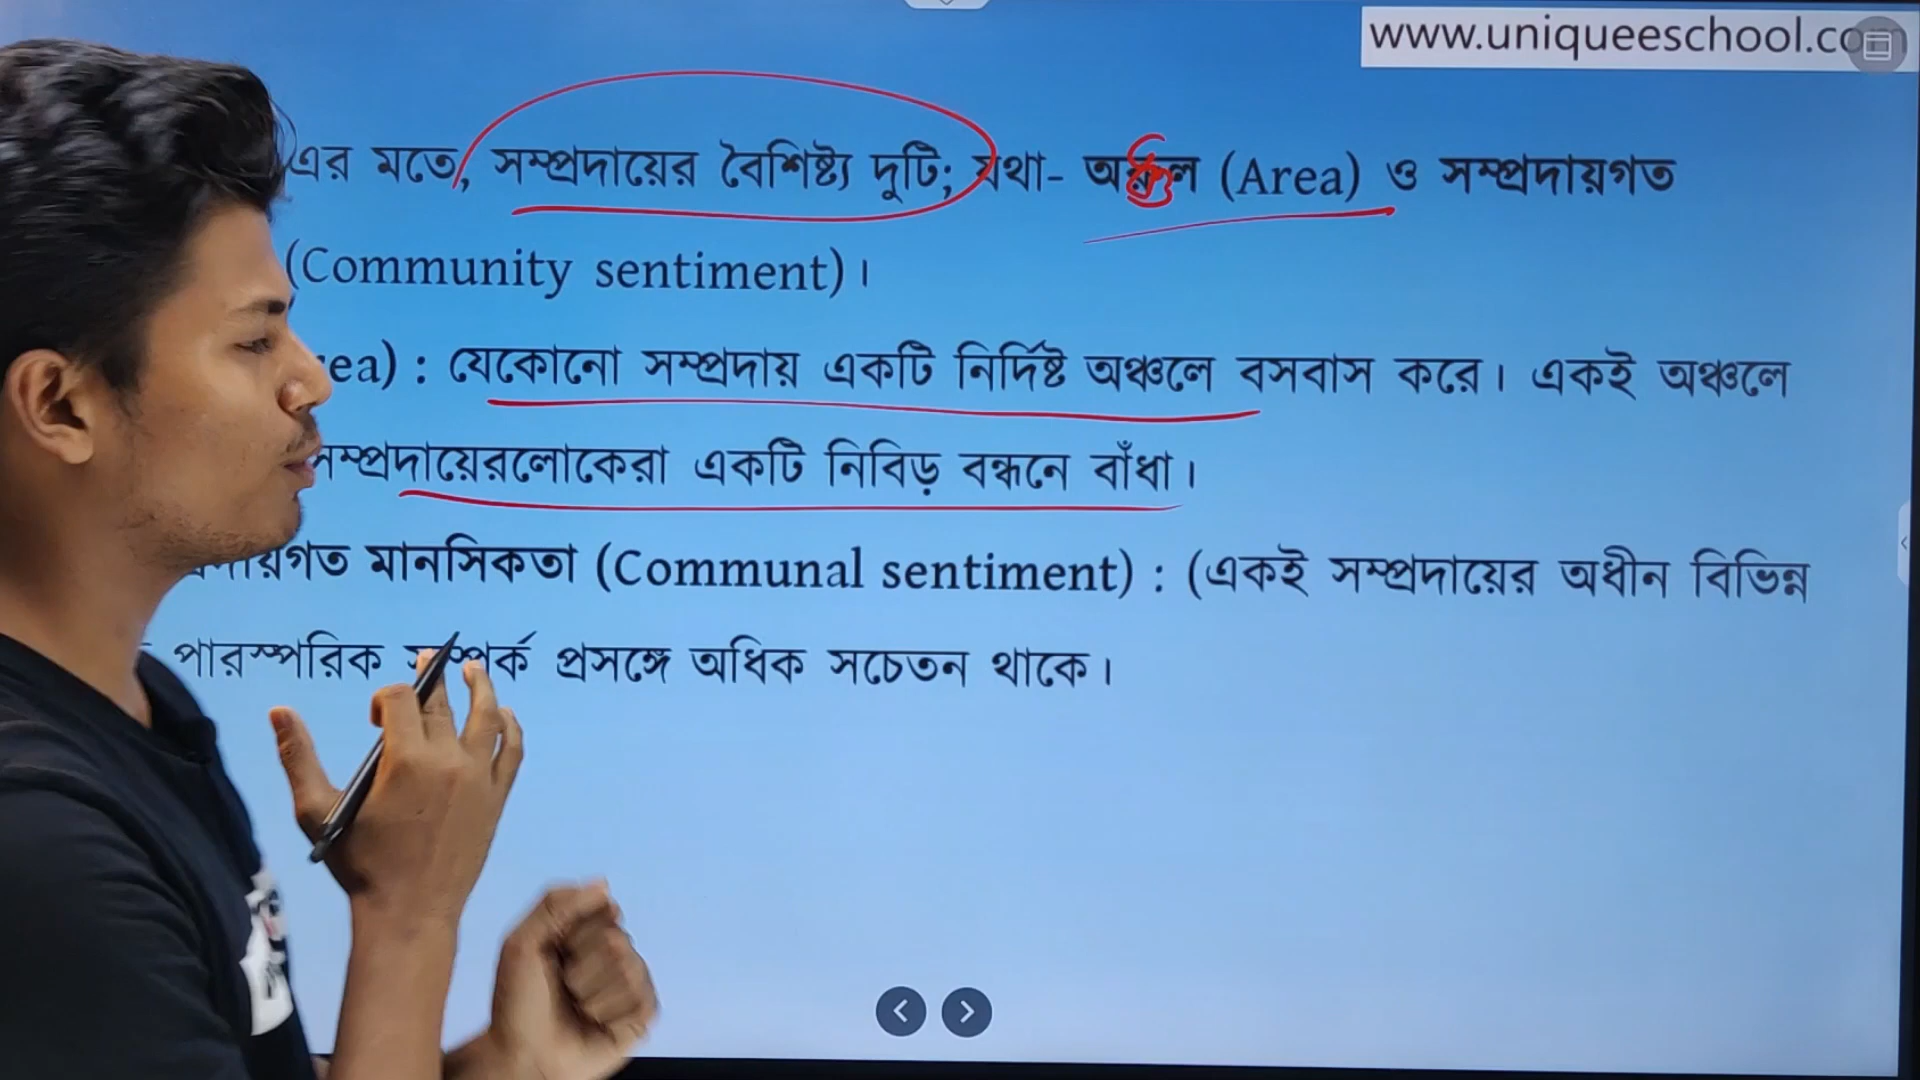 www.uniqueeschool.co
এর মতে, সম্প্রদায়ের বৈশিষ্ট্য দুটি; যথা- অঞ্চল (Area) ও সম্প্রদায়গত
(Community sentiment)।
rea) : যেকোনো সম্প্রদায় একটি নির্দিষ্ট অঞ্চলে বসবাস করে। একই অঞ্চলে
সম্প্রদায়েরলোকেরা একটি নিবিড় বন্ধনে বাঁধা।
মানসিকতা (Communal sentiment) : (একই সম্প্রদায়ের অধীন বিভিন্ন
পারস্পরিক সম্পর্ক প্রসঙ্গে অধিক সচেতন থাকে।